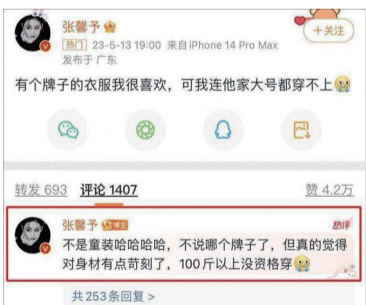 张馨予
+关注
热门 23-5-13 19:00 来自iPhone 14 Pro Max
发布于 广东
有个牌子的衣服我很喜欢，可我连他家大号都穿不上
转发 693 评论 1407 赞 4.2万
张馨予 博主 热评
不是童装哈哈哈哈，不说哪个牌子了，但真的觉得
对身材有点苛刻了，100斤以上没资格穿
共253条回复 >